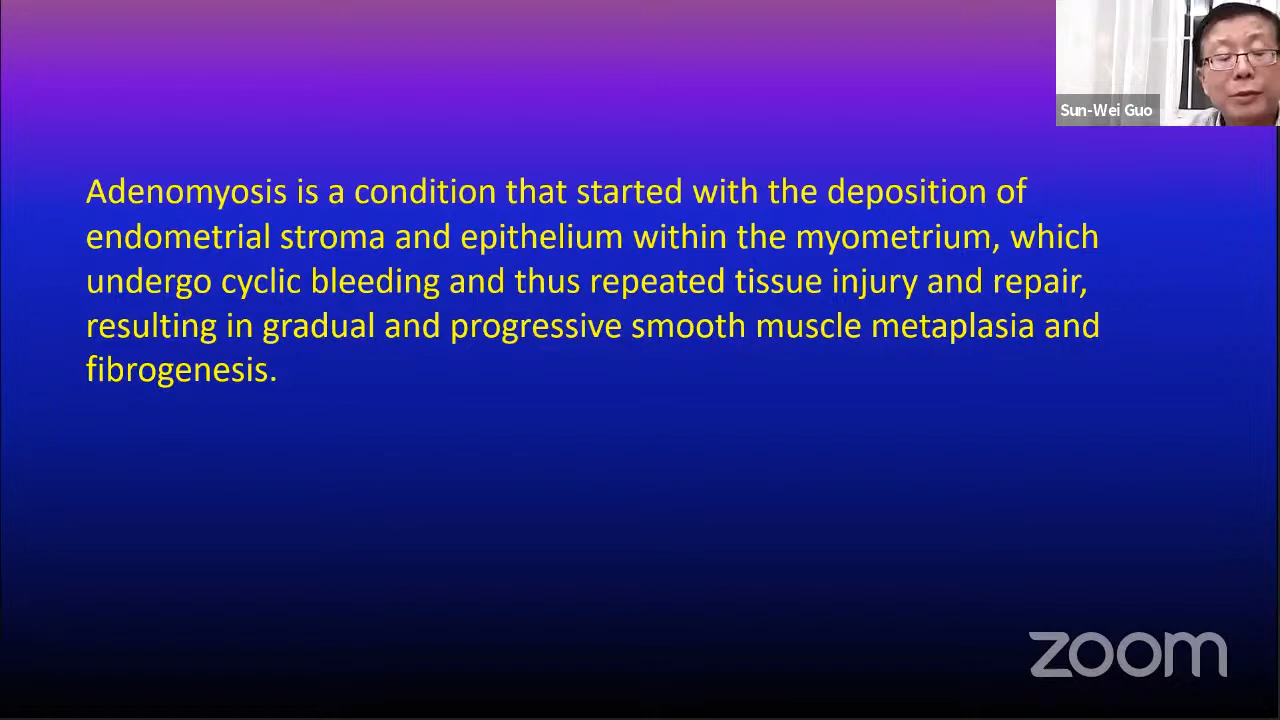 Sun-Wei Guo
Adenomyosis is a condition that started with the deposition of
endometrial stroma and epithelium within the myometrium, which
undergo cyclic bleeding and thus repeated tissue injury and repair,
resulting in gradual and progressive smooth muscle metaplasia and
fibrogenesis.
zoom